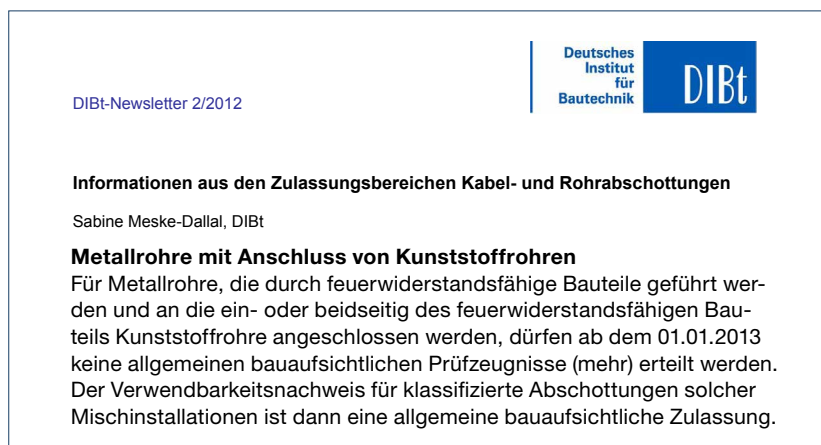 Deutsches
Institut
für
Bautechnik
DIBt
DIBt-Newsletter 2/2012
Informationen aus den Zulassungsbereichen Kabel- und Rohrabschottungen
Sabine Meske-Dallal, DIBt
Metallrohre mit Anschluss von Kunststoffrohren
Für Metallrohre, die durch feuerwiderstandsfähige Bauteile geführt wer-
den und an die ein- oder beidseitig des feuerwiderstandsfähigen Bau-
teils Kunststoffrohre angeschlossen werden, dürfen ab dem 01.01.2013
keine allgemeinen bauaufsichtlichen Prüfzeugnisse (mehr) erteilt werden.
Der Verwendbarkeitsnachweis für klassifizierte Abschottungen solcher
Mischinstallationen ist dann eine allgemeine bauaufsichtliche Zulassung.